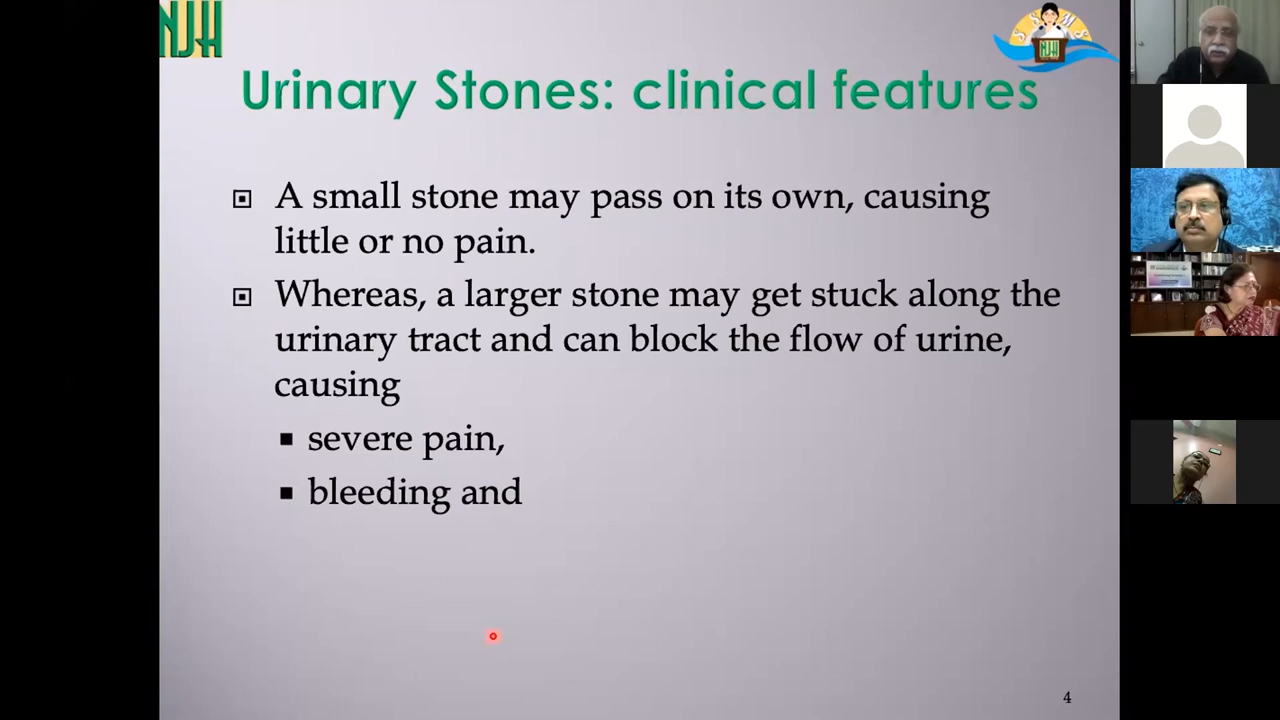 NJH
SSMS
NJH
Urinary Stones: clinical features
A small stone may pass on its own, causing
little or no pain.
Whereas, a larger stone may get stuck along the
urinary tract and can block the flow of urine,
causing
severe pain,
bleeding and
4